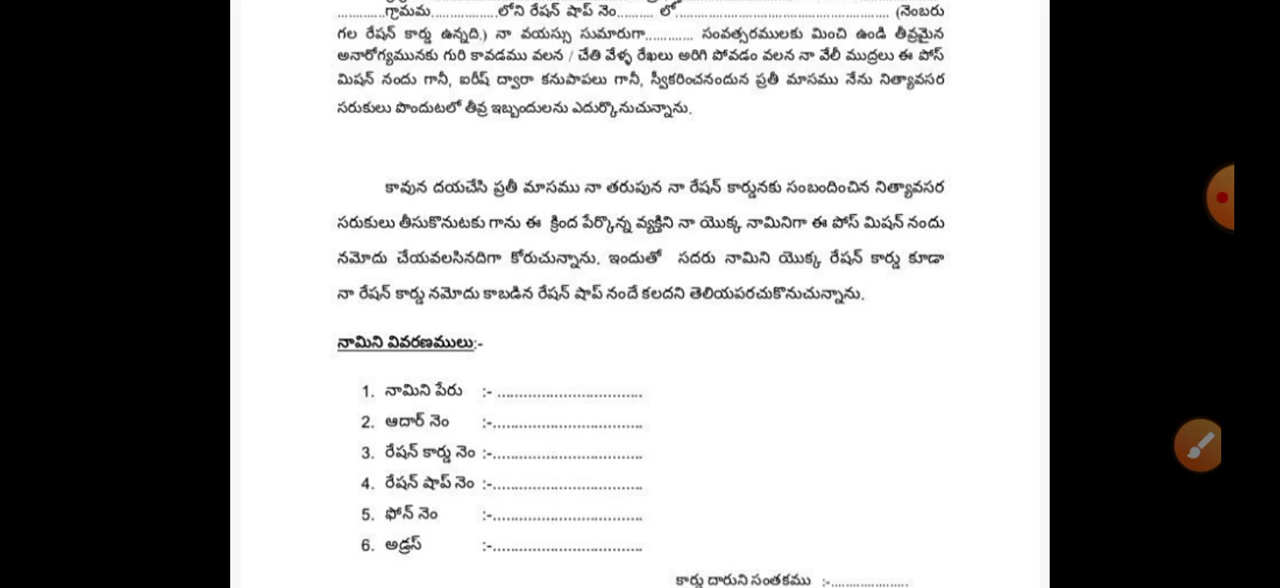 ............గ్రామము..................లోని రేషన్ షాప్ నెం.......... లో.......................................................... (నెంబరు
గల రేషన్ కార్డు ఉన్నది.) నా వయస్సు సుమారుగా............ సంవత్సరములకు మించి ఉండి తీవ్రమైన
అనారోగ్యమునకు గురి కావడము వలన / చేతి వేళ్ళ రేఖలు అరిగి పోవడం వలన నా వేలీ ముద్రలు ఈ పోస్
మిషన్ నందు గానీ, ఐరీష్ ద్వారా కనుపాపలు గానీ, స్వీకరించనందున ప్రతీ మాసము నేను నిత్యావసర
సరుకులు పొందుటలో తీవ్ర ఇబ్బందులను ఎదుర్కొనుచున్నాను.
కావున దయచేసి ప్రతీ మాసము నా తరుపున నా రేషన్ కార్డునకు సంబందించిన నిత్యావసర
సరుకులు తీసుకొనుటకు గాను ఈ క్రింద పేర్కొన్న వ్యక్తిని నా యొక్క నామినిగా ఈ పోస్ మిషన్ నందు
నమోదు చేయవలసినదిగా కోరుచున్నాను. ఇందుతో సదరు నామిని యొక్క రేషన్ కార్డు కూడా
నా రేషన్ కార్డు నమోదు కాబడిన రేషన్ షాప్ నందే కలదని తెలియపరచుకొనుచున్నాను.
నామిని వివరణములు:-
1. నామిని పేరు :- ..................................
2. ఆదార్ నెం :-...................................
3. రేషన్ కార్డు నెం :-...................................
4. రేషన్ షాప్ నెం :-...................................
5. ఫోన్ నెం :-...................................
6. అడ్రస్ :-...................................
కార్డు దారుని సంతకము :-....................